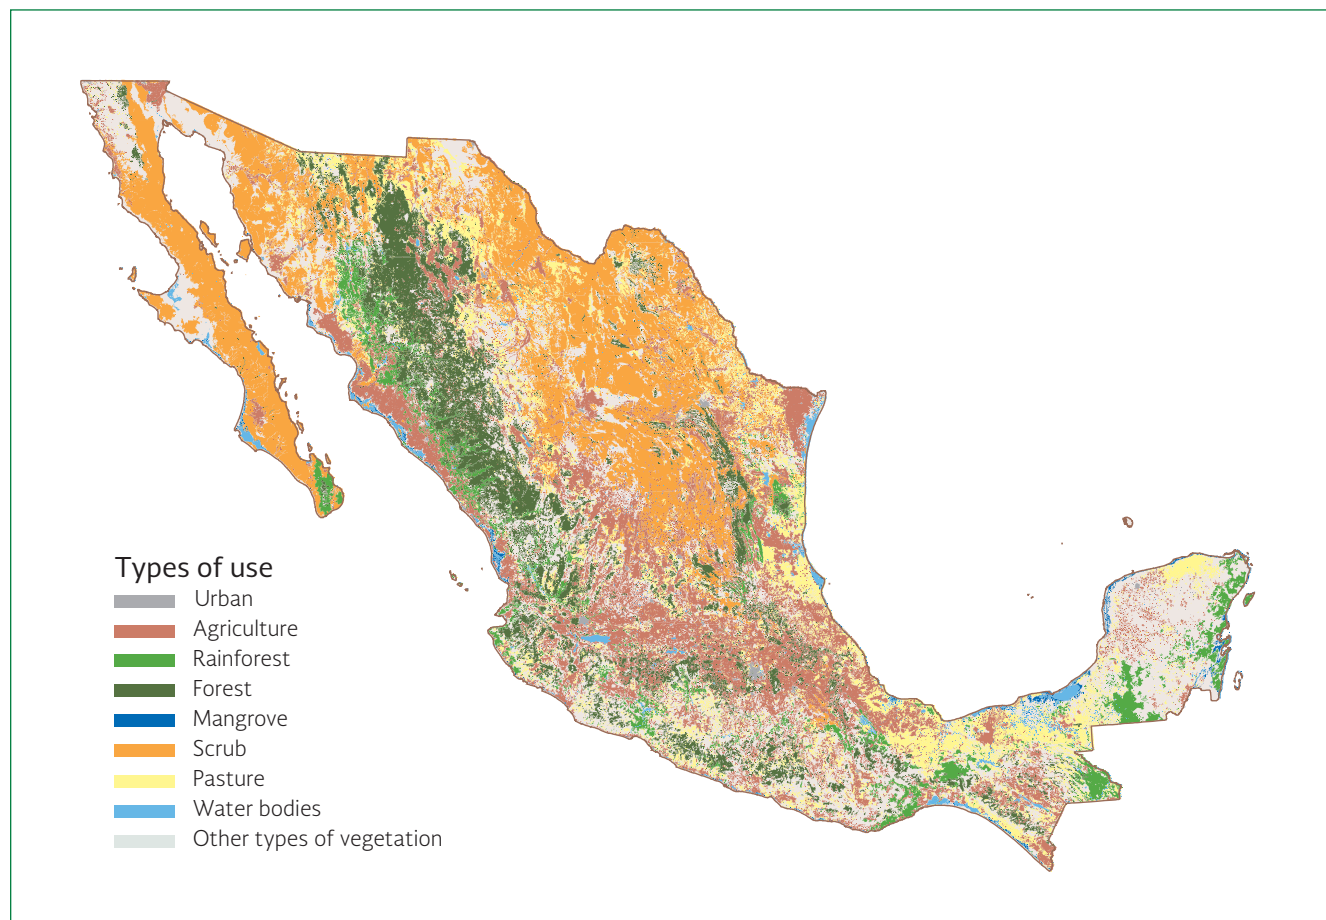 Types of use
Urban
Agriculture
Rainforest
Forest
Mangrove
Scrub
Pasture
Water bodies
Other types of vegetation